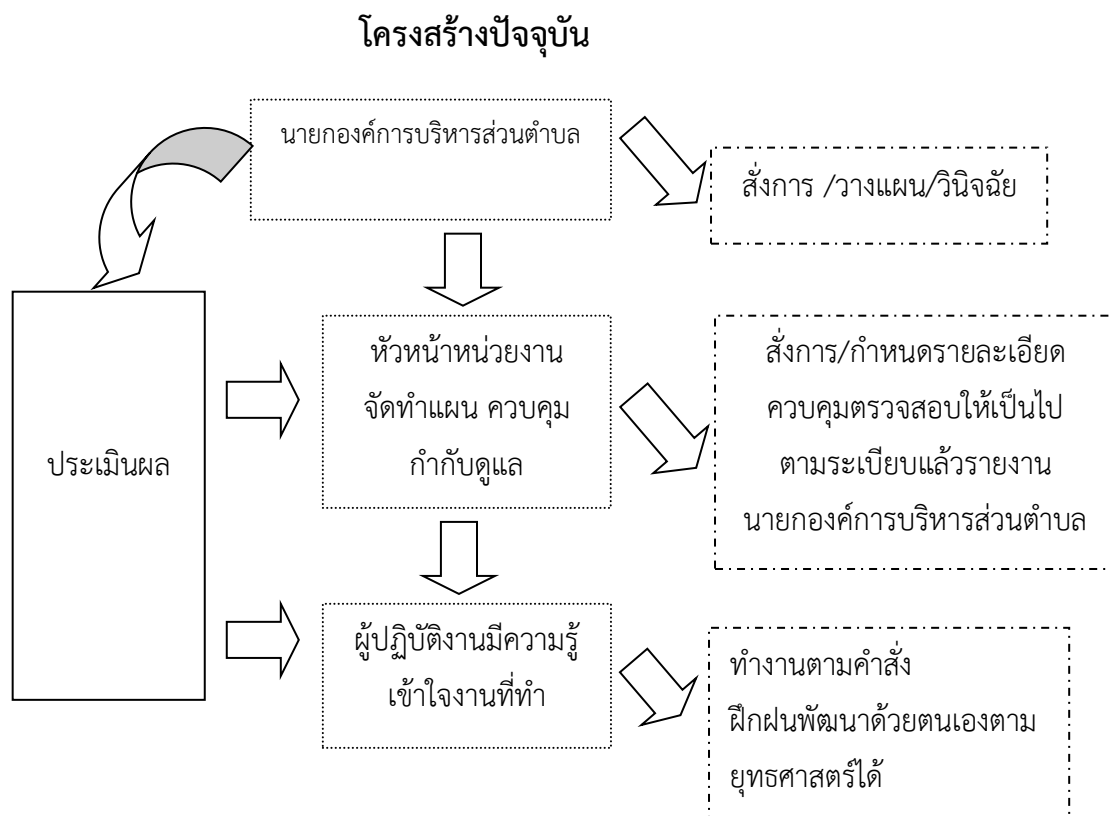 โครงสร้างปัจจุบัน
นายกองค์การบริหารส่วนตำบล
สั่งการ /วางแผน/วินิจฉัย
หัวหน้าหน่วยงาน
จัดทำแผน ควบคุม
กำกับดูแล
สั่งการ/กำหนดรายละเอียด
ควบคุมตรวจสอบให้เป็นไป
ตามระเบียบแล้วรายงาน
นายกองค์การบริหารส่วนตำบล
ประเมินผล
ผู้ปฏิบัติงานมีความรู้
เข้าใจงานที่ทำ
ทำงานตามคำสั่ง
ฝึกฝนพัฒนาด้วยตนเองตาม
ยุทธศาสตร์ได้